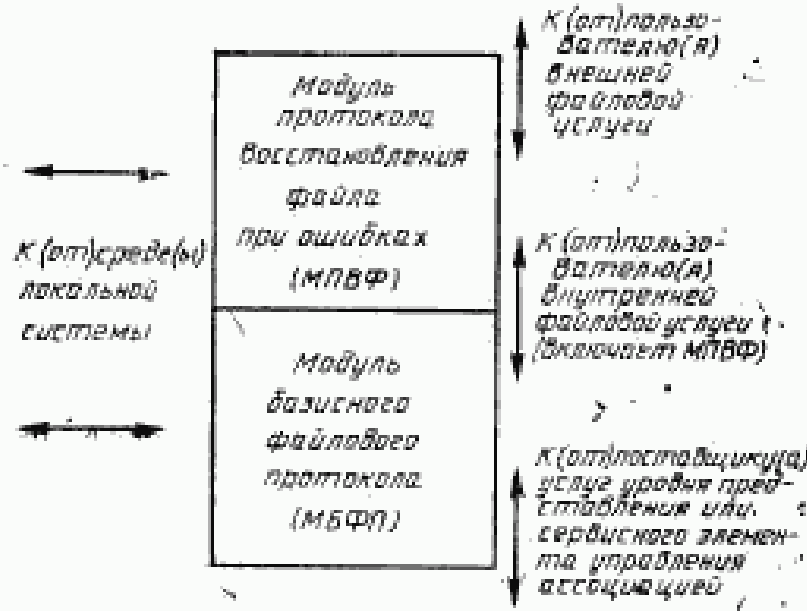 К (от) среде(ы)
локальной
системы
Модуль
протокола
восстановления
файла
при ошибках
(МПВФ)
Модуль
базисного
файлового
протокола
(МБФП)
К (от) пользо-
вателю(я)
внешней
файловой
услуги
К (от) пользо-
вателю(я)
внутренней
файловой услуги
(включает МПВФ)
К (от) поставщику(а)
услуг уровня пред-
ставления или
сервисного элемен-
та управления
ассоциацией